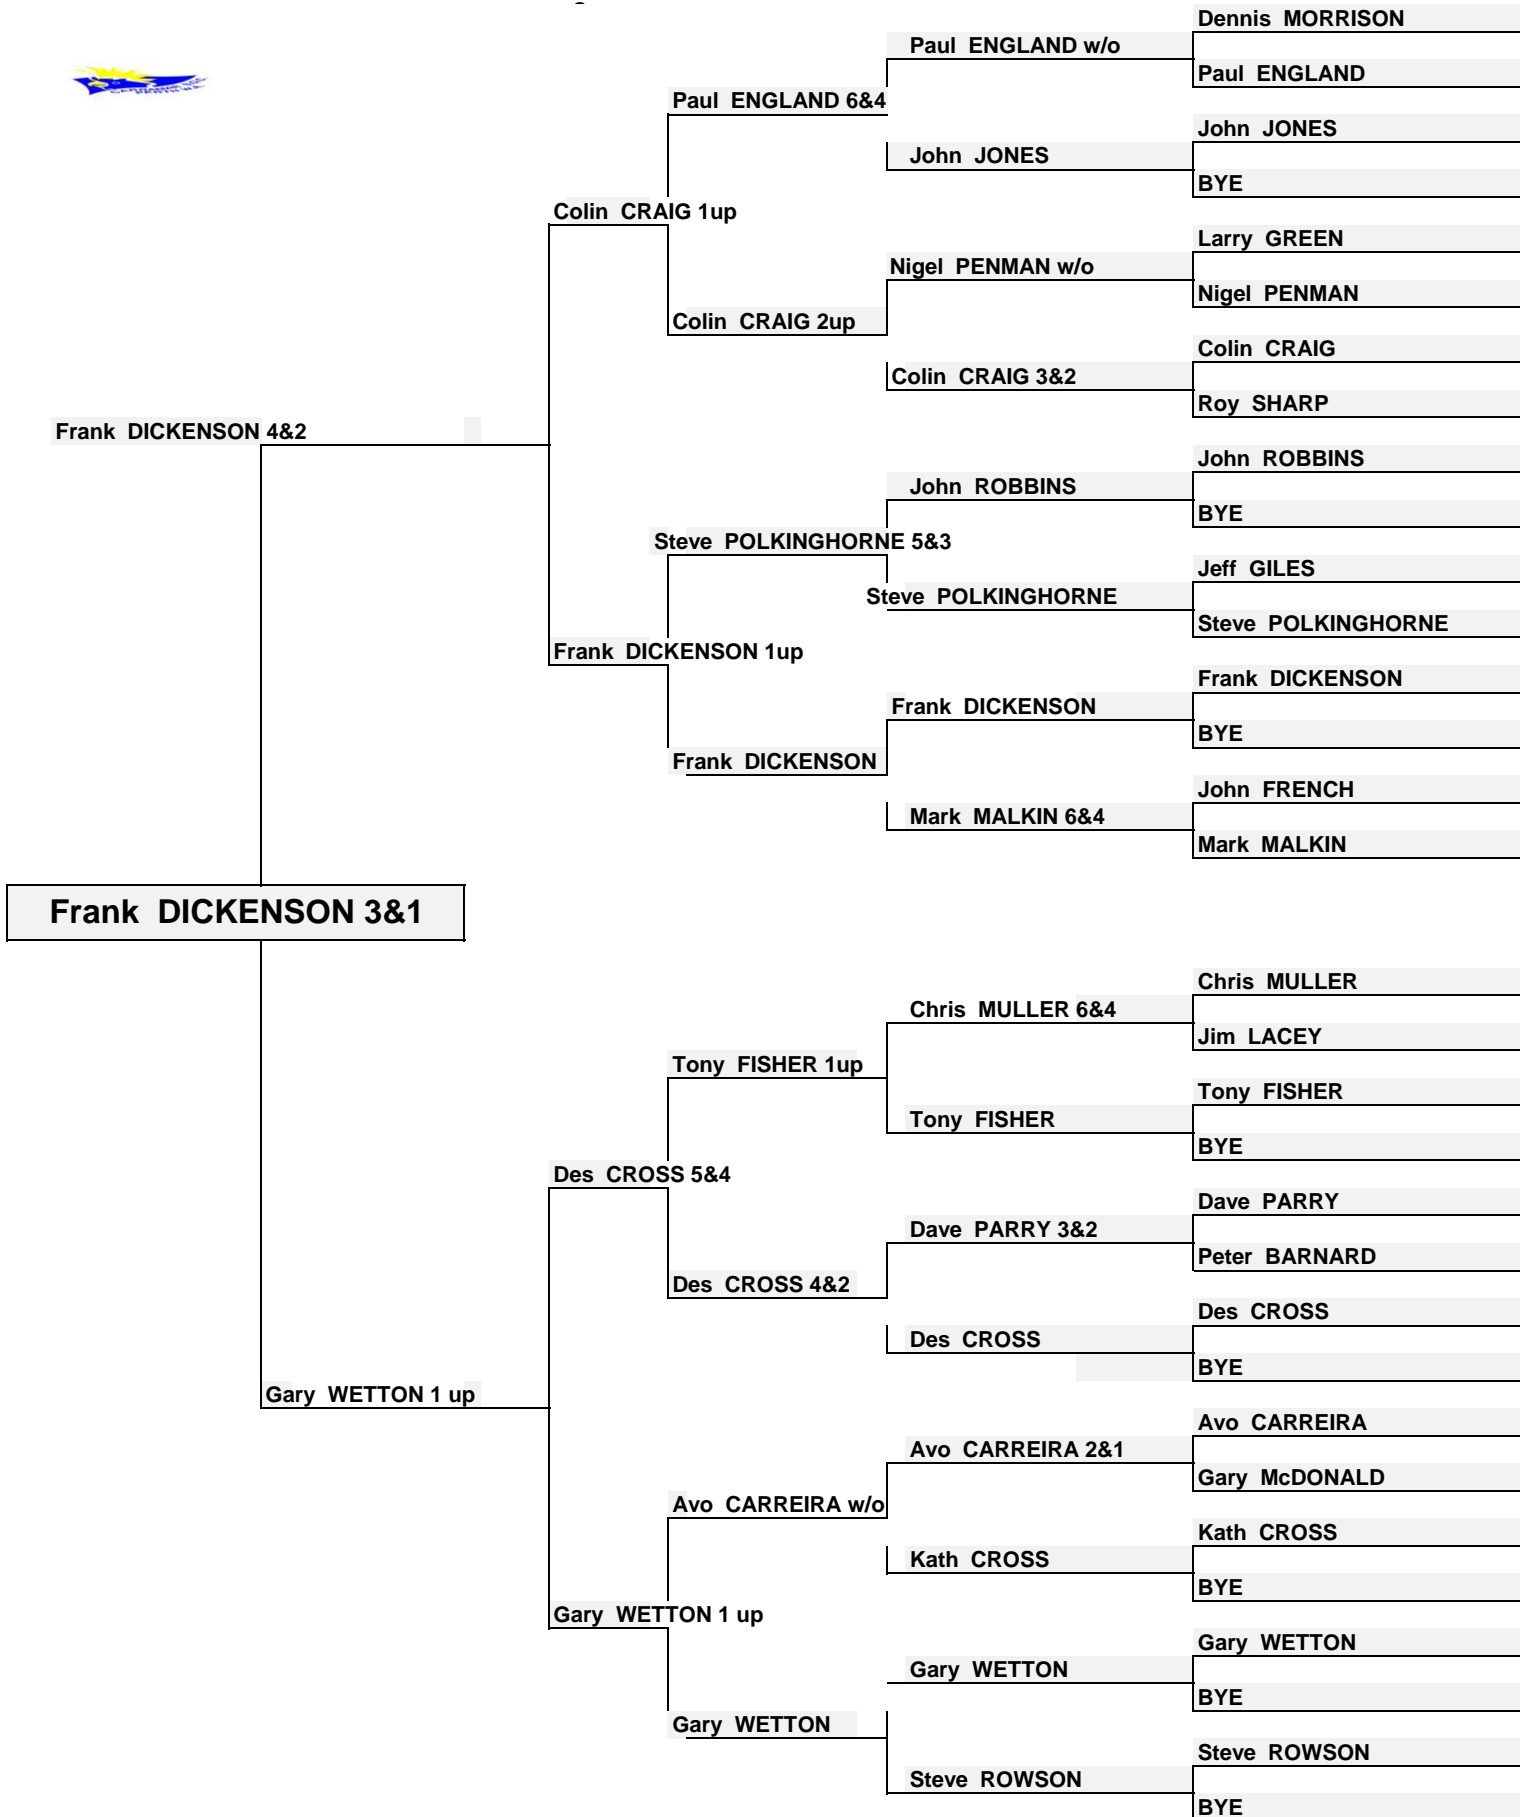 Dennis MORRISON
Paul ENGLAND w/o
Paul ENGLAND
Paul ENGLAND 6&4
John JONES
John JONES
BYE
Colin CRAIG 1up
Larry GREEN
Nigel PENMAN w/o
Nigel PENMAN
Colin CRAIG 2up
Colin CRAIG
Colin CRAIG 3&2
Roy SHARP
Frank DICKENSON 4&2
John ROBBINS
John ROBBINS
BYE
Steve POLKINGHORNE 5&3
Jeff GILES
Steve POLKINGHORNE
Steve POLKINGHORNE
Frank DICKENSON 1up
Frank DICKENSON
Frank DICKENSON
BYE
Frank DICKENSON
John FRENCH
Mark MALKIN 6&4
Mark MALKIN
Frank DICKENSON 3&1
Chris MULLER
Chris MULLER 6&4
Jim LACEY
Tony FISHER 1up
Tony FISHER
Tony FISHER
BYE
Des CROSS 5&4
Dave PARRY
Dave PARRY 3&2
Peter BARNARD
Des CROSS 4&2
Des CROSS
Des CROSS
BYE
Gary WETTON 1 up
Avo CARREIRA
Avo CARREIRA 2&1
Gary McDONALD
Avo CARREIRA w/o
Kath CROSS
Kath CROSS
BYE
Gary WETTON 1 up
Gary WETTON
Gary WETTON
BYE
Gary WETTON
Steve ROWSON
Steve ROWSON
BYE